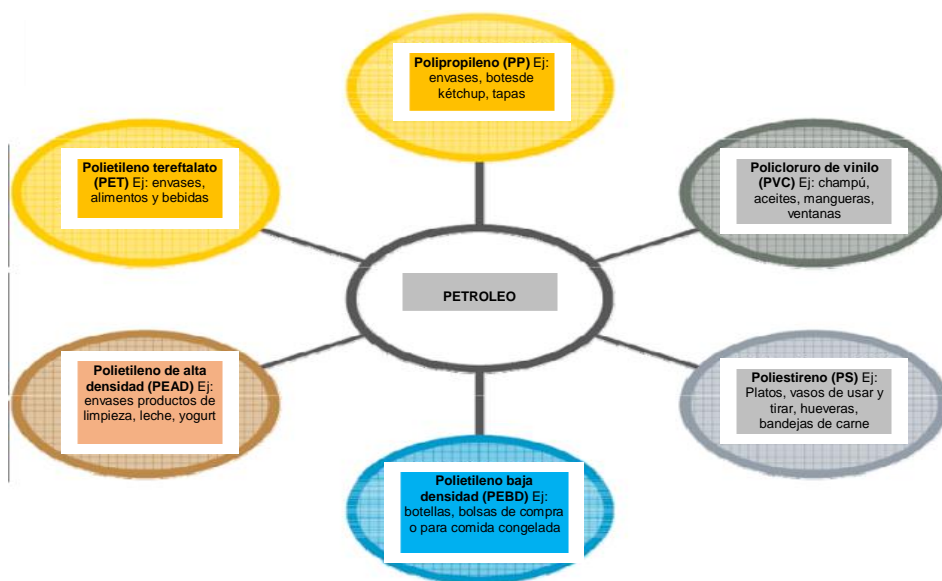 Polipropileno (PP) Ej:
envases, botesde
kétchup, tapas
Polietileno tereftalato
(PET) Ej: envases,
alimentos y bebidas
Policloruro de vinilo
(PVC) Ej: champú,
aceites, mangueras,
ventanas
PETROLEO
Polietileno de alta
densidad (PEAD) Ej:
envases productos de
limpieza, leche, yogurt
Poliestireno (PS) Ej:
Platos, vasos de usar y
tirar, hueveras,
bandejas de carne
Polietileno baja
densidad (PEBD) Ej:
botellas, bolsas de compra
o para comida congelada